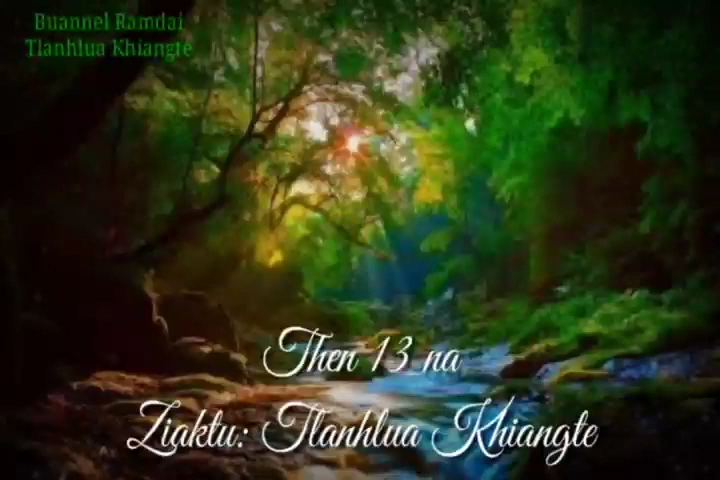 Buannel Ramdai
Tlanhlua Khiangte
Then 13 na
Ziaktu: Tlanhlua Khiangte